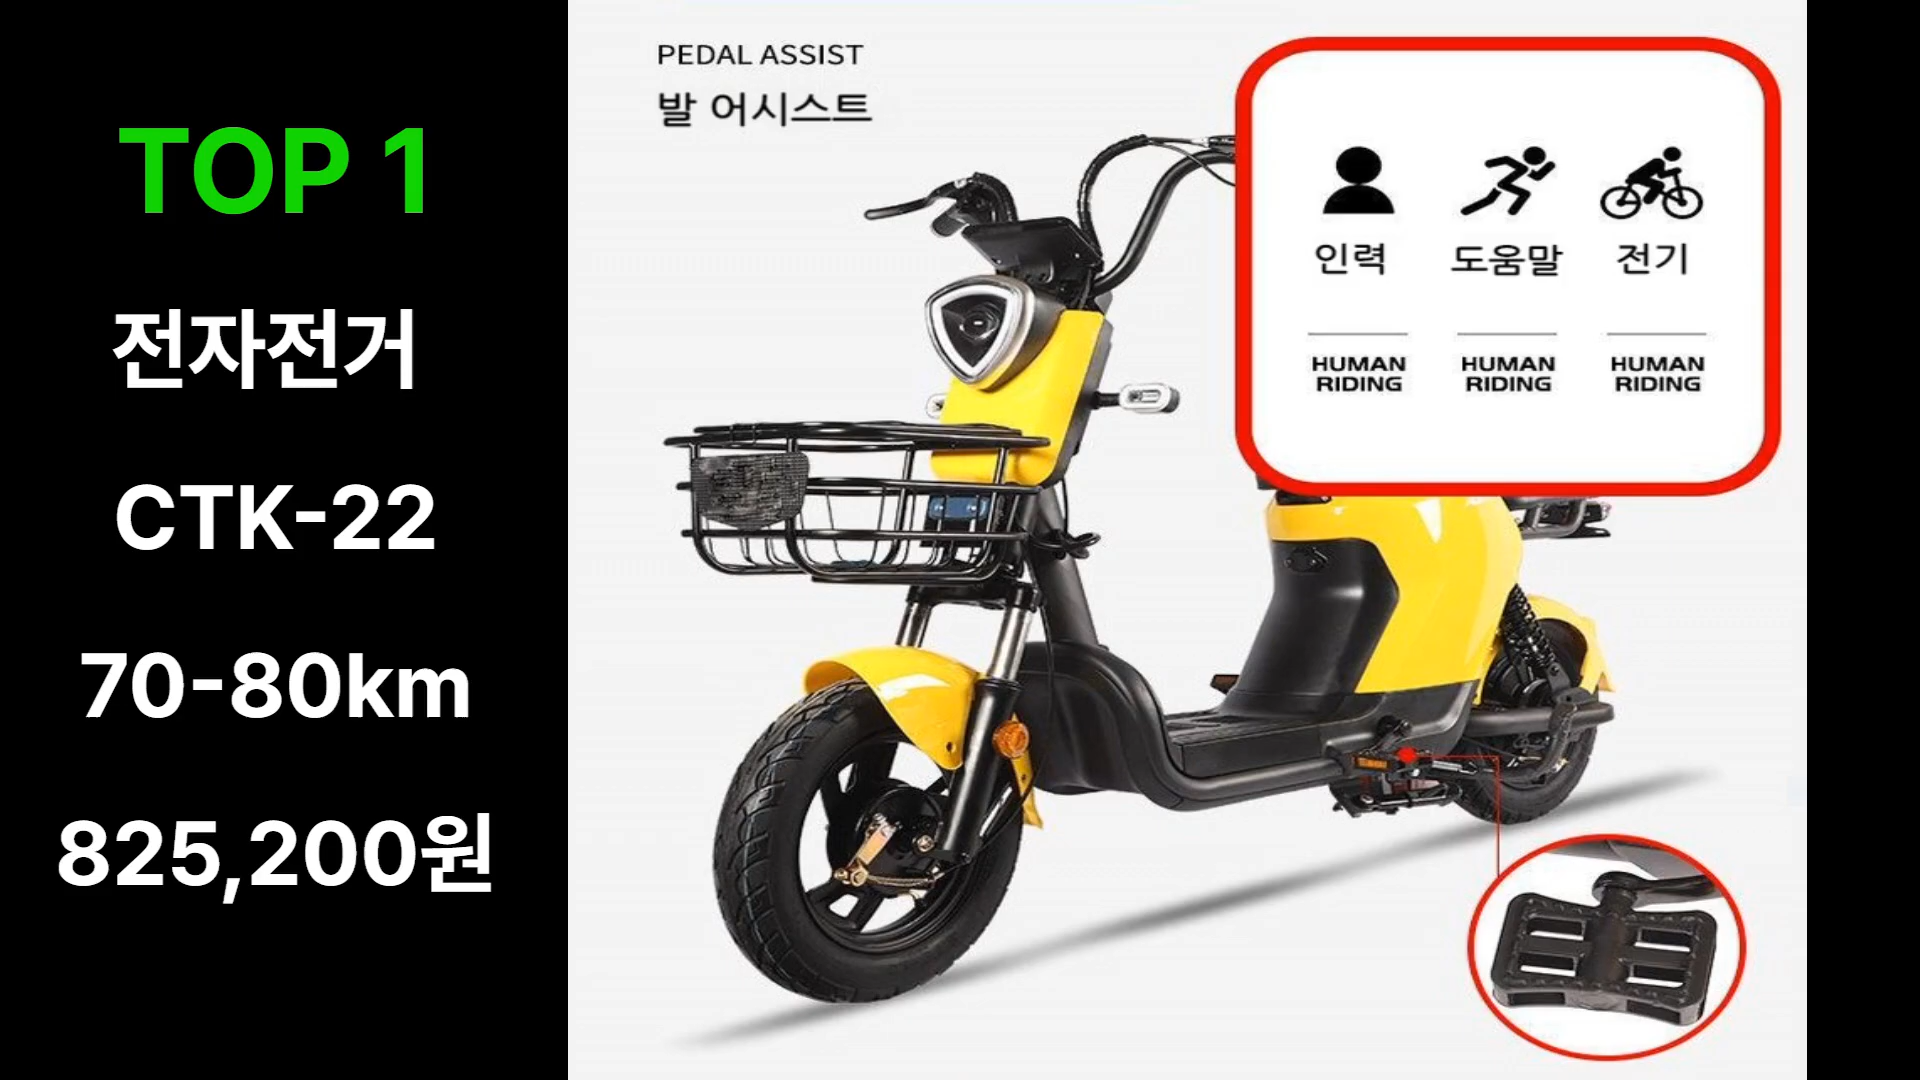 TOP 1
전자전거
CTK-22
70-80km
825,200원
PEDAL ASSIST
발 어시스트
인력 도움말 전기
HUMAN RIDING HUMAN RIDING HUMAN RIDING